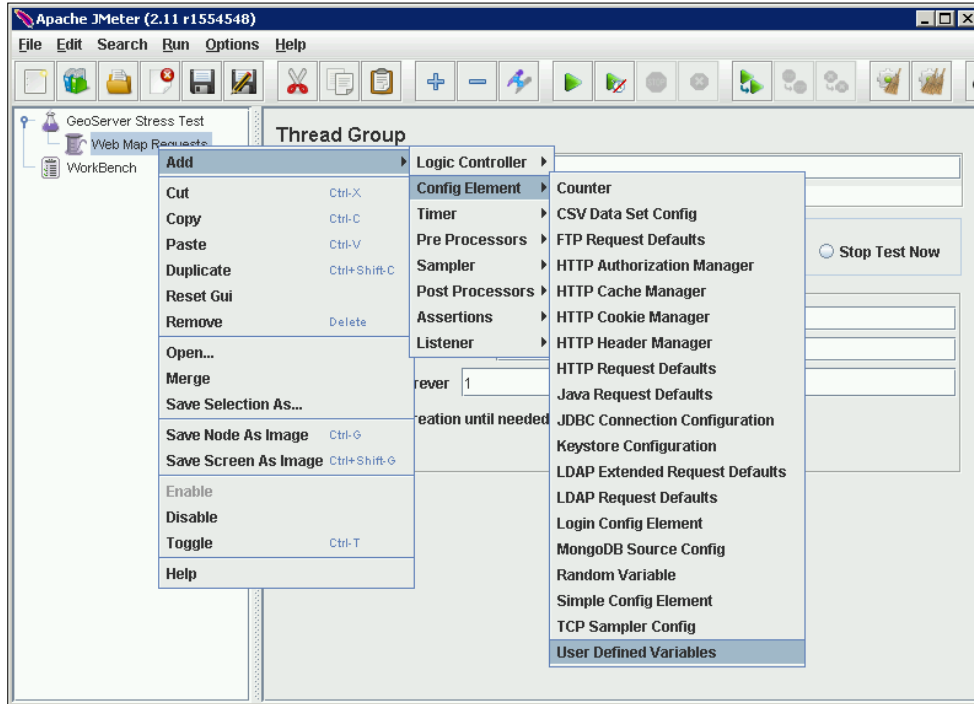 Apache JMeter (2.11 r1554548)
File Edit Search Run Options Help
GeoServer Stress Test
Web Map Requests
WorkBench
Thread Group
Stop Test Now
rever 1
reation until needed
Add
Cut Ctrl-X
Copy Ctrl-C
Paste Ctrl-V
Duplicate Ctrl+Shift-C
Reset Gui
Remove Delete
Open...
Merge
Save Selection As...
Save Node As Image Ctrl-G
Save Screen As Image Ctrl+Shift-G
Enable
Disable
Toggle Ctrl-T
Help
Logic Controller
Config Element
Timer
Pre Processors
Sampler
Post Processors
Assertions
Listener
Counter
CSV Data Set Config
FTP Request Defaults
HTTP Authorization Manager
HTTP Cache Manager
HTTP Cookie Manager
HTTP Header Manager
HTTP Request Defaults
Java Request Defaults
JDBC Connection Configuration
Keystore Configuration
LDAP Extended Request Defaults
LDAP Request Defaults
Login Config Element
MongoDB Source Config
Random Variable
Simple Config Element
TCP Sampler Config
User Defined Variables